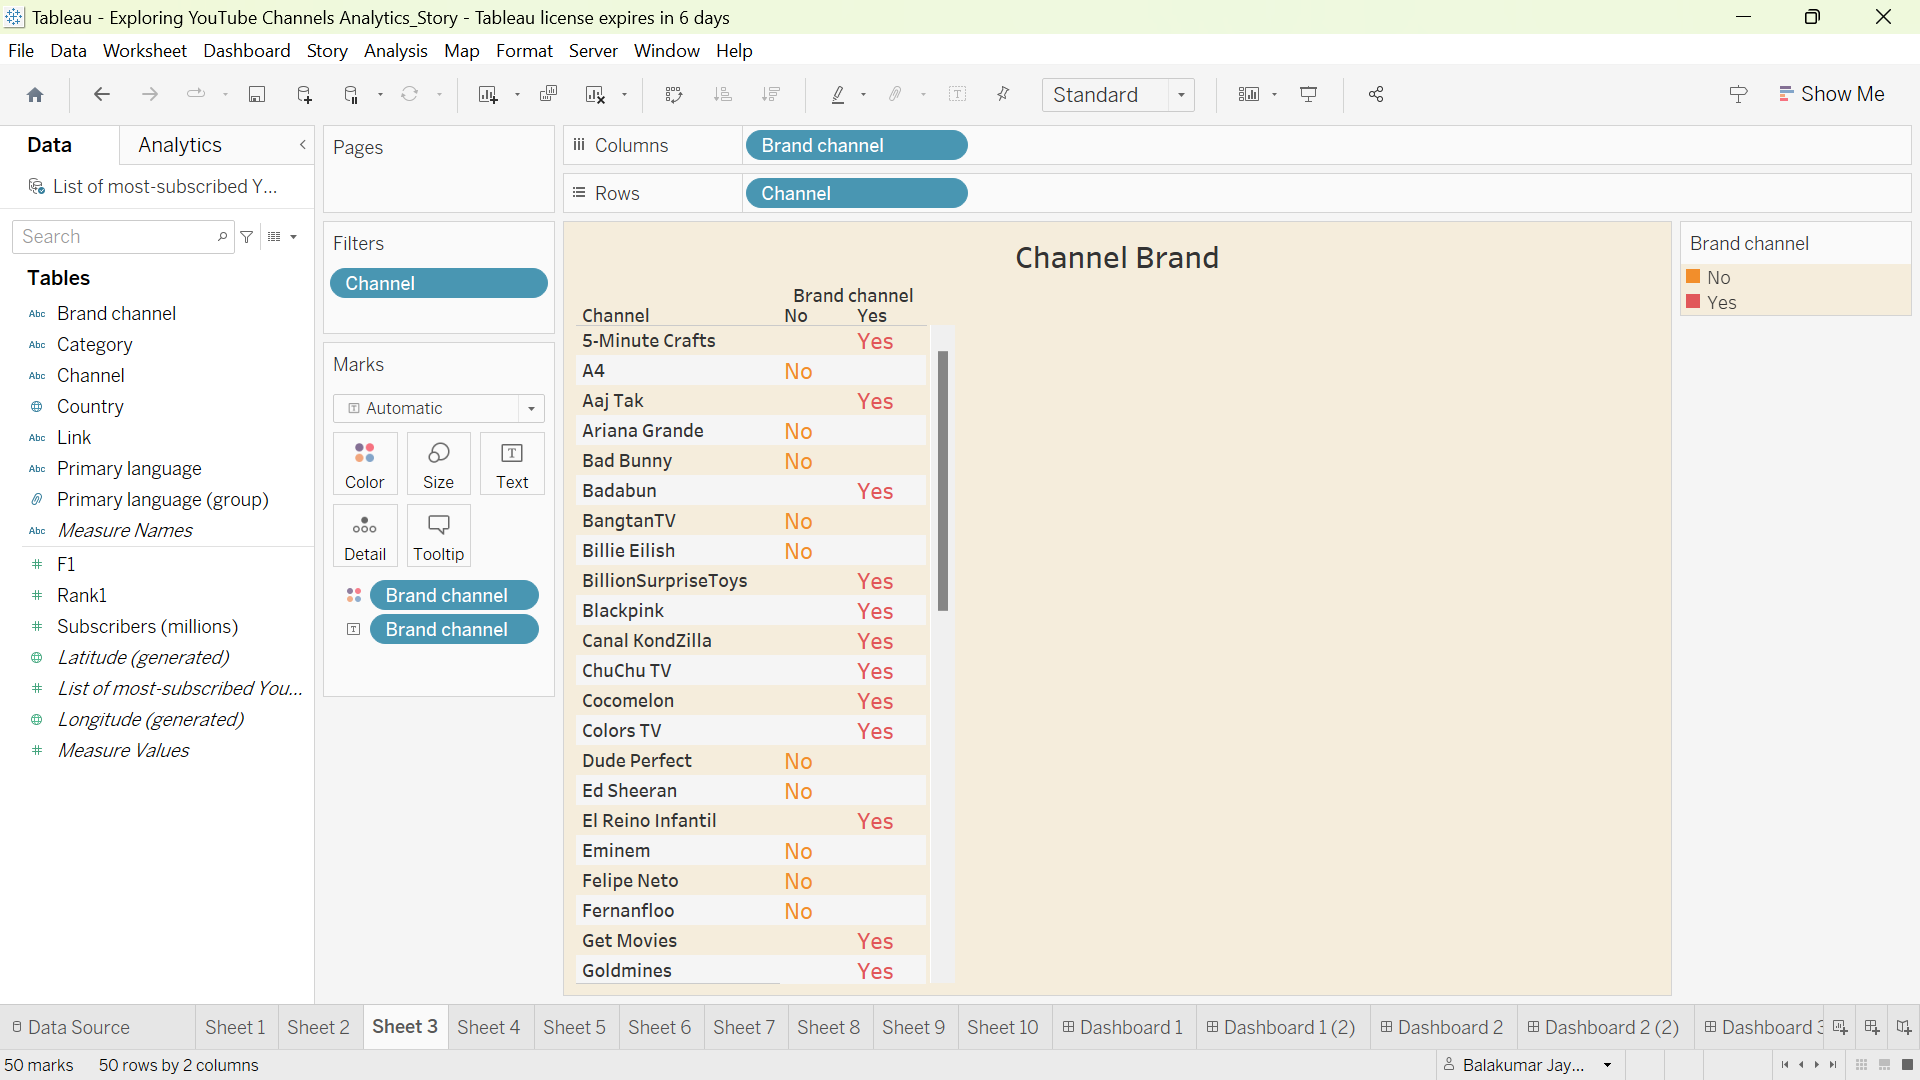 Tableau - Exploring YouTube Channels Analytics_Story - Tableau license expires in 6 days
File Data Worksheet Dashboard Story Analysis Map Format Server Window Help
Standard
Show Me
Data Analytics
List of most-subscribed Y...
Search
Tables
Abc Brand channel
Abc Category
Abc Channel
Country
Abc Link
Abc Primary language
Primary language (group)
Abc Measure Names
# F1
# Rank1
# Subscribers (millions)
Latitude (generated)
# List of most-subscribed You...
Longitude (generated)
# Measure Values
Pages
Filters
Channel
Marks
Automatic
Color Size Text
Detail Tooltip
Brand channel
Brand channel
Columns Brand channel
Rows Channel
Channel Brand
Brand channel
Channel No Yes
5-Minute Crafts Yes
A4 No
Aaj Tak Yes
Ariana Grande No
Bad Bunny No
Badabun Yes
BangtanTV No
Billie Eilish No
BillionSurpriseToys Yes
Blackpink Yes
Canal KondZilla Yes
ChuChu TV Yes
Cocomelon Yes
Colors TV Yes
Dude Perfect No
Ed Sheeran No
El Reino Infantil Yes
Eminem No
Felipe Neto No
Fernanfloo No
Get Movies Yes
Goldmines Yes
Brand channel
No
Yes
Data Source Sheet 1 Sheet 2 Sheet 3 Sheet 4 Sheet 5 Sheet 6 Sheet 7 Sheet 8 Sheet 9 Sheet 10 Dashboard 1 Dashboard 1 (2) Dashboard 2 Dashboard 2 (2) Dashboard 3
50 marks 50 rows by 2 columns Balakumar Jay...